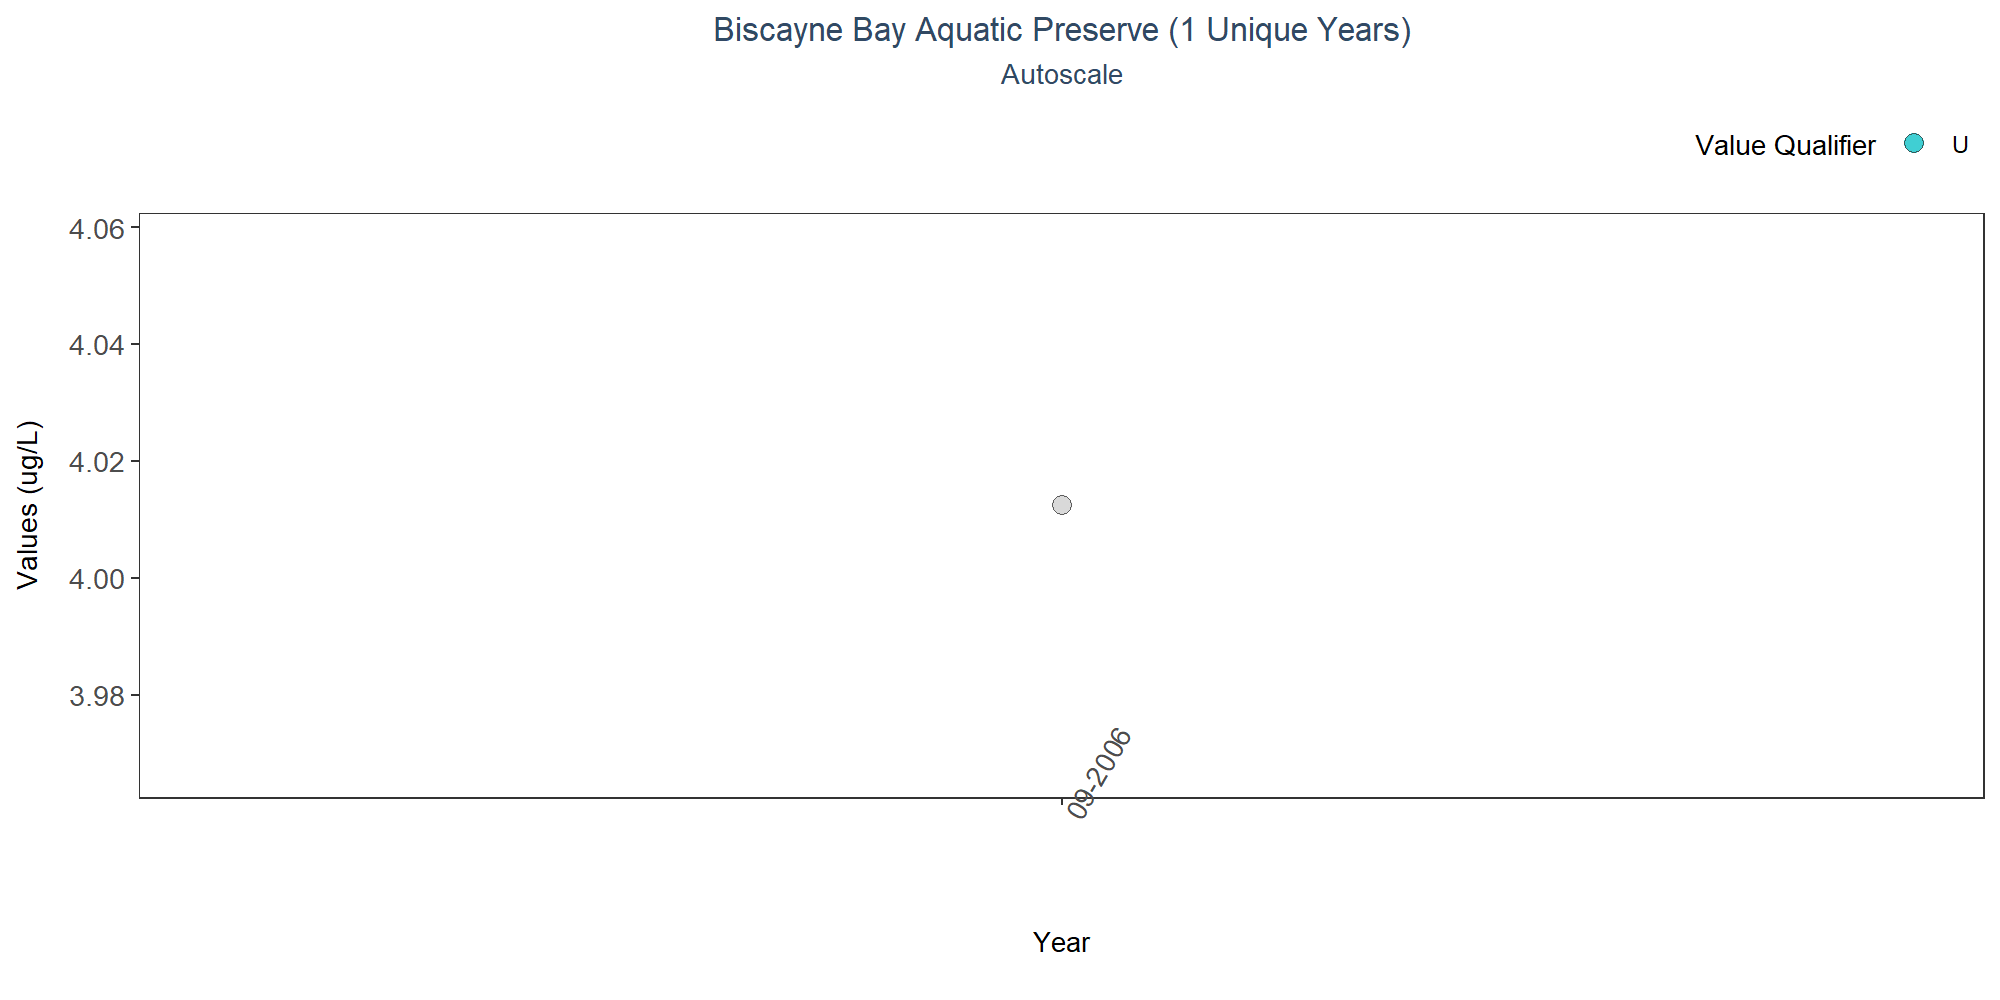 Biscayne Bay Aquatic Preserve (1 Unique Years)
Autoscale
Value Qualifier U
4.06
4.04
4.02
4.00
3.98
Values (ug/L)
09-2006
Year